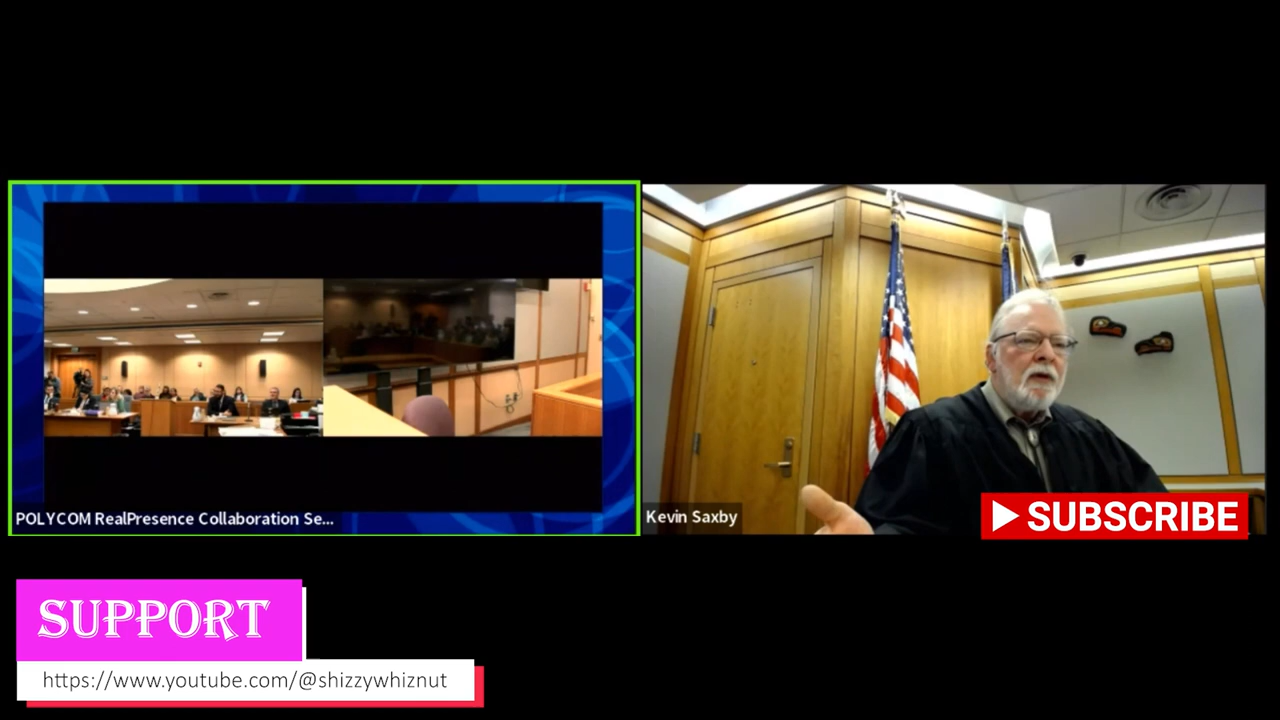 POLYCOM RealPresence Collaboration Se...
Kevin Saxby
SUBSCRIBE
SUPPORT
https://www.youtube.com/@shizzywhiznut